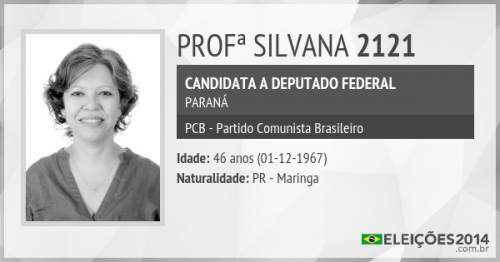 PROFª SILVANA 2121
CANDIDATA A DEPUTADO FEDERAL
PARANÁ
PCB - Partido Comunista Brasileiro
Idade: 46 anos (01-12-1967)
Naturalidade: PR - Maringa
ELEIÇÕES2014
.com.br